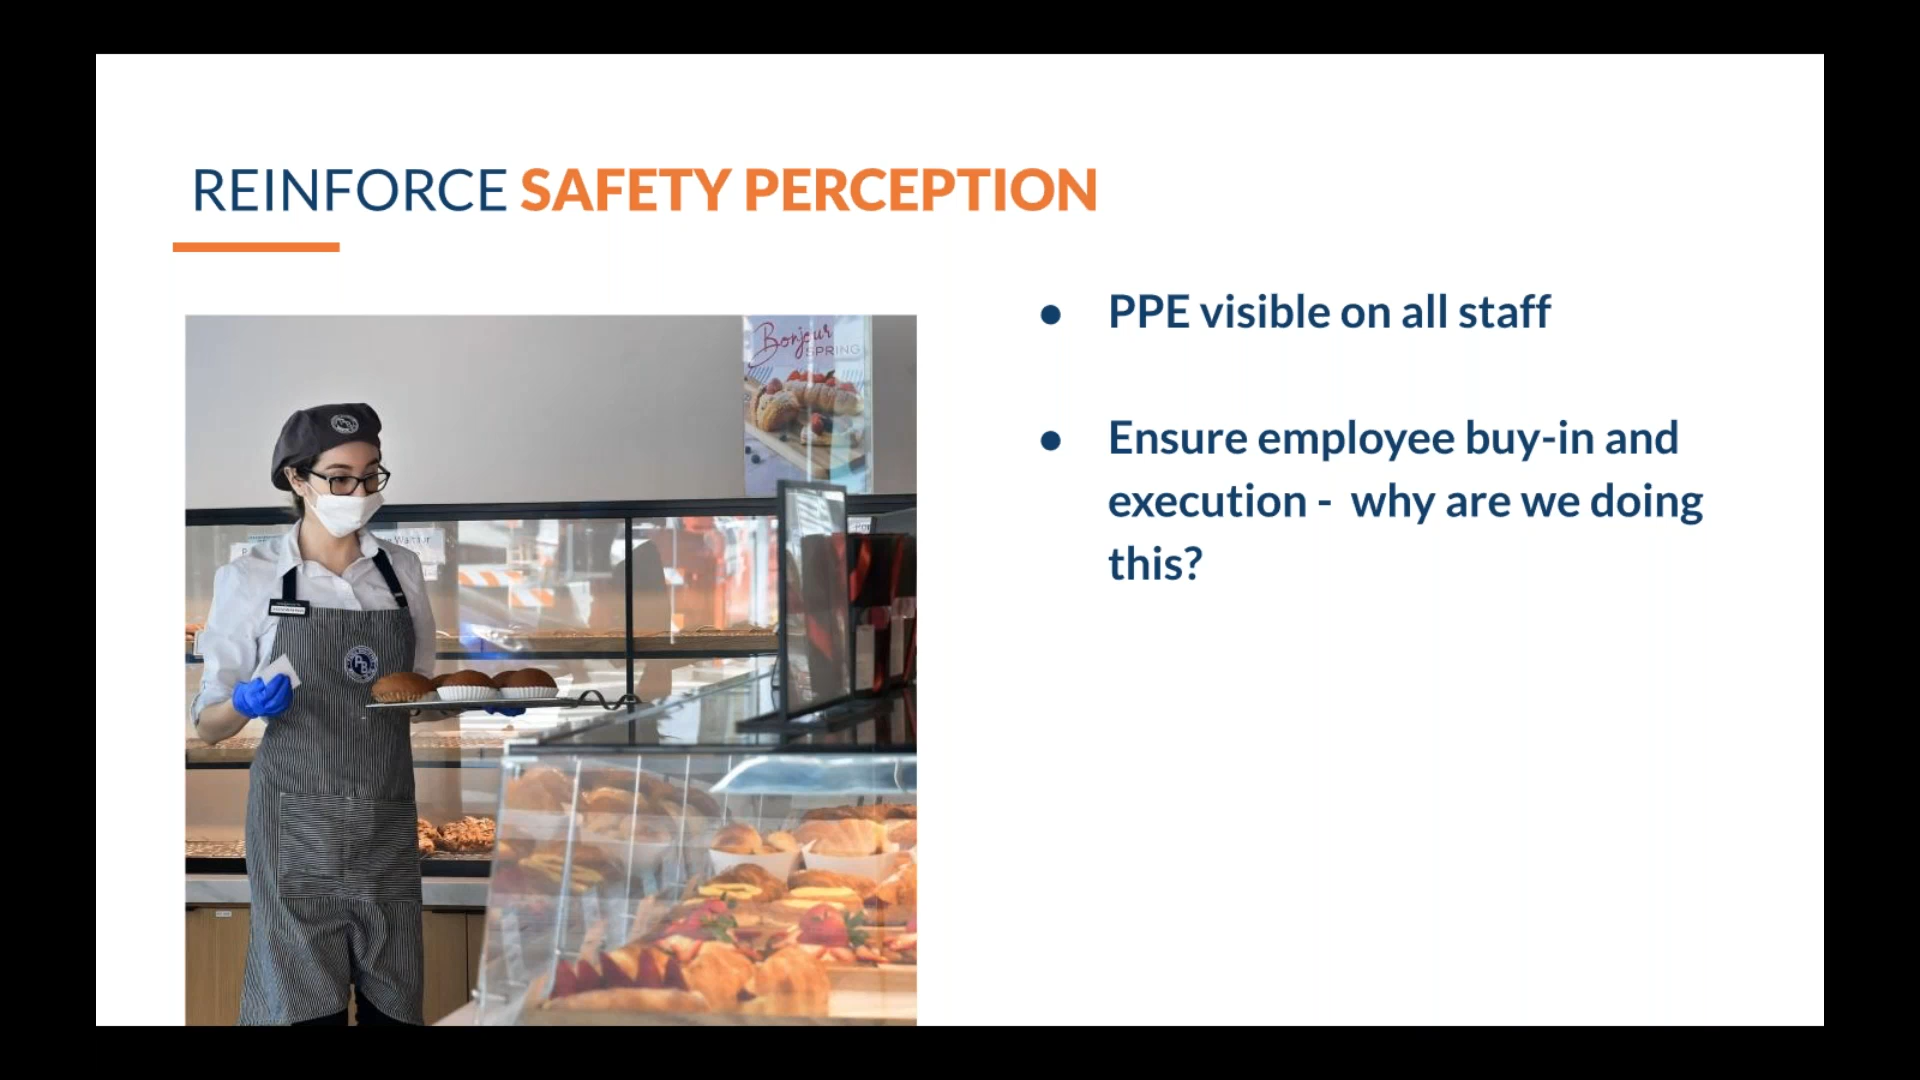 REINFORCE SAFETY PERCEPTION
● PPE visible on all staff
● Ensure employee buy-in and
execution -  why are we doing
this?
Bonjour
SPRING
PB